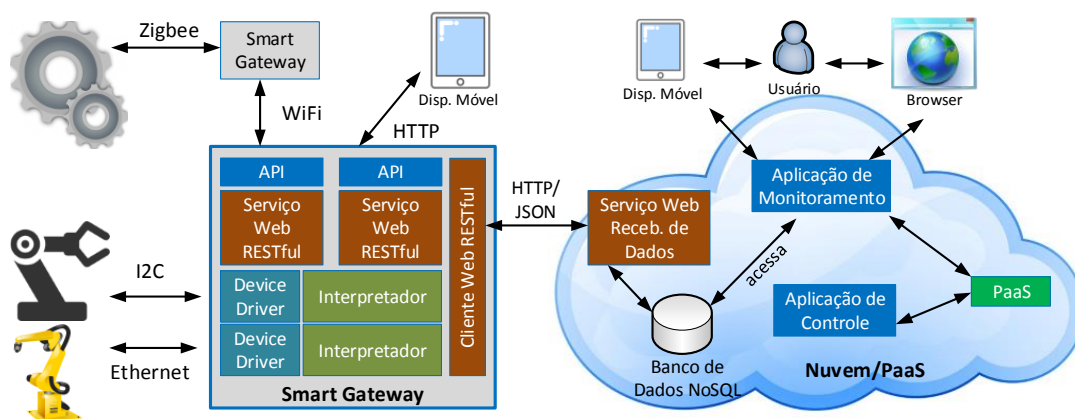 Zigbee
Smart
Gateway
WiFi
Disp. Móvel
HTTP
API
API
Serviço
Web
RESTful
Serviço
Web
RESTful
Cliente Web RESTful
Device
Driver
Interpretador
Device
Driver
Interpretador
Smart Gateway
I2C
Ethernet
HTTP/
JSON
Disp. Móvel
Usuário
Browser
Aplicação de
Monitoramento
Serviço Web
Receb. de
Dados
acessa
Aplicação de
Controle
PaaS
Banco de
Dados NoSQL
Nuvem/PaaS